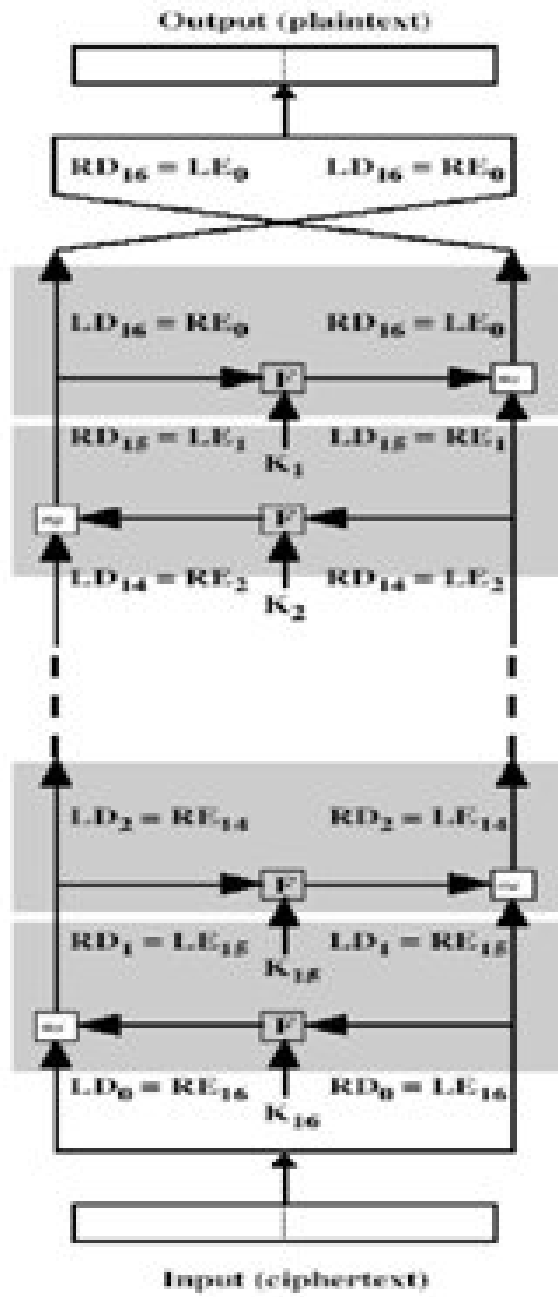 Output (plaintext)
RD₁₆ = LE₀ LD₁₆ = RE₀
LD₁₆ = RE₀ RD₁₆ = LE₀
F
RD₁₅ = LE₁ LD₁₅ = RE₁
K₁
F
LD₁₄ = RE₂ RD₁₄ = LE₂
K₂
LD₂ = RE₁₄ RD₂ = LE₁₄
F
RD₁ = LE₁₅ LD₁ = RE₁₅
K₁₅
F
LD₀ = RE₁₆ RD₀ = LE₁₆
K₁₆
Input (ciphertext)